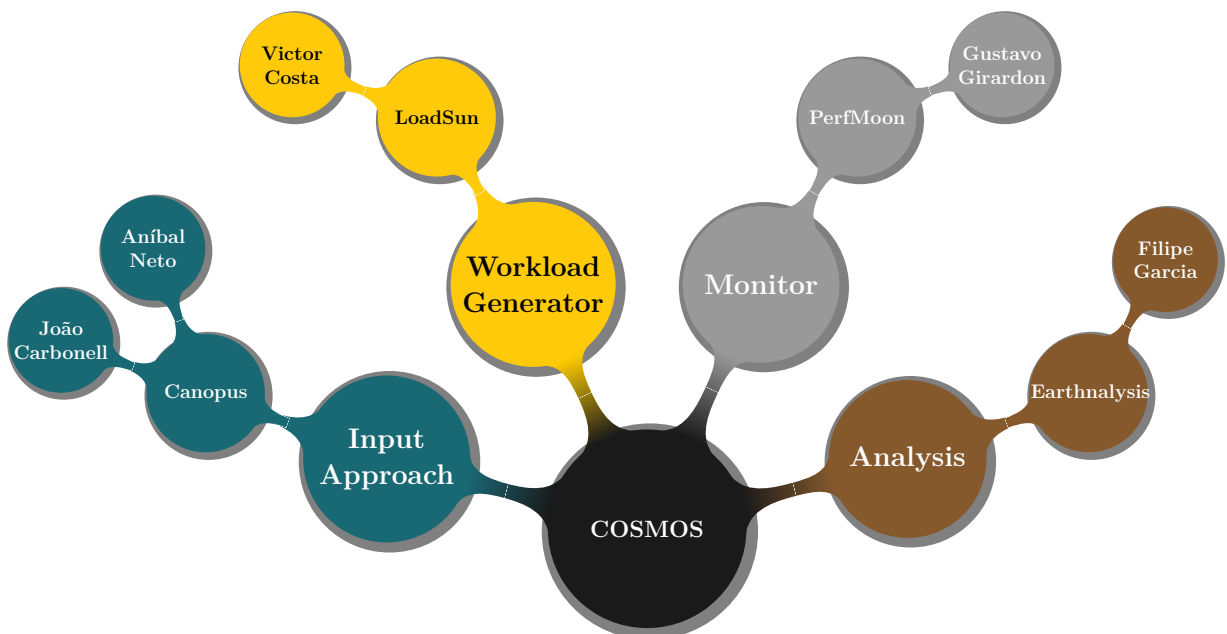 Victor
Costa
LoadSun
Workload
Generator
Gustavo
Girardon
PerfMoon
Monitor
Aníbal
Neto
João
Carbonell
Canopus
Input
Approach
Filipe
Garcia
Earthnalysis
Analysis
COSMOS